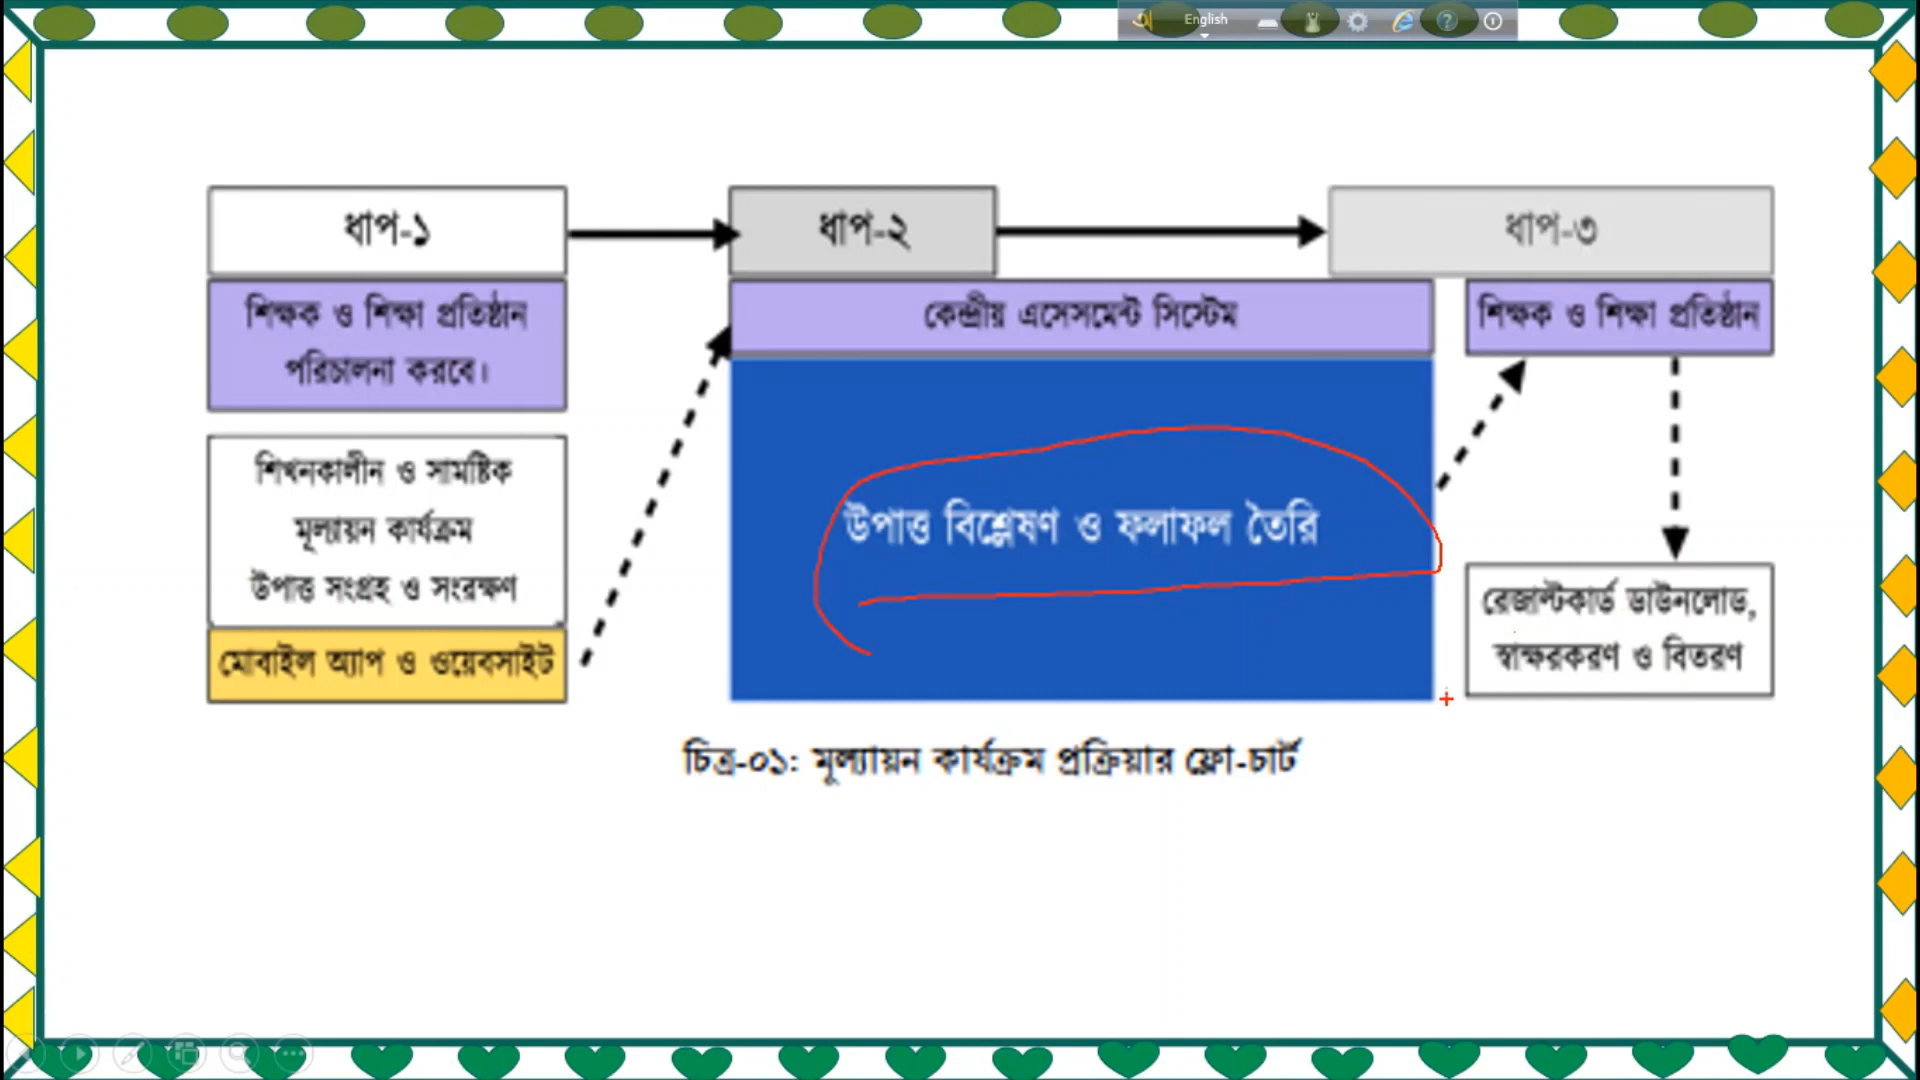 English
ধাপ-১
ধাপ-২
ধাপ-৩
শিক্ষক ও শিক্ষা প্রতিষ্ঠান
পরিচালনা করবে।
কেন্দ্রীয় এসেসমেন্ট সিস্টেম
শিক্ষক ও শিক্ষা প্রতিষ্ঠান
শিখনকালীন ও সামষ্টিক
মূল্যায়ন কার্যক্রম
উপাত্ত সংগ্রহ ও সংরক্ষণ
মোবাইল অ্যাপ ও ওয়েবসাইট
উপাত্ত বিশ্লেষণ ও ফলাফল তৈরি
রেজাল্টকার্ড ডাউনলোড,
স্বাক্ষরকরণ ও বিতরণ
চিত্র-০১: মূল্যায়ন কার্যক্রম প্রক্রিয়ার ফ্লো-চার্ট